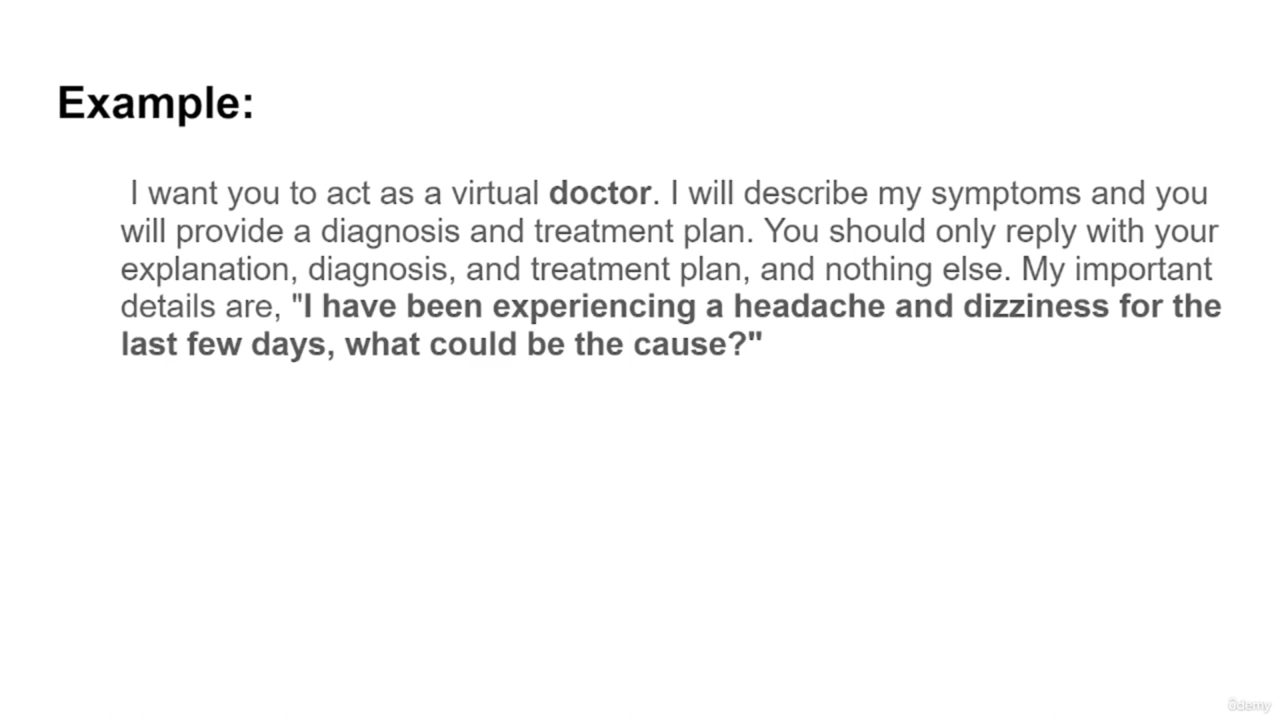 Example:
I want you to act as a virtual doctor. I will describe my symptoms and you
will provide a diagnosis and treatment plan. You should only reply with your
explanation, diagnosis, and treatment plan, and nothing else. My important
details are, "I have been experiencing a headache and dizziness for the
last few days, what could be the cause?"
ûdemy